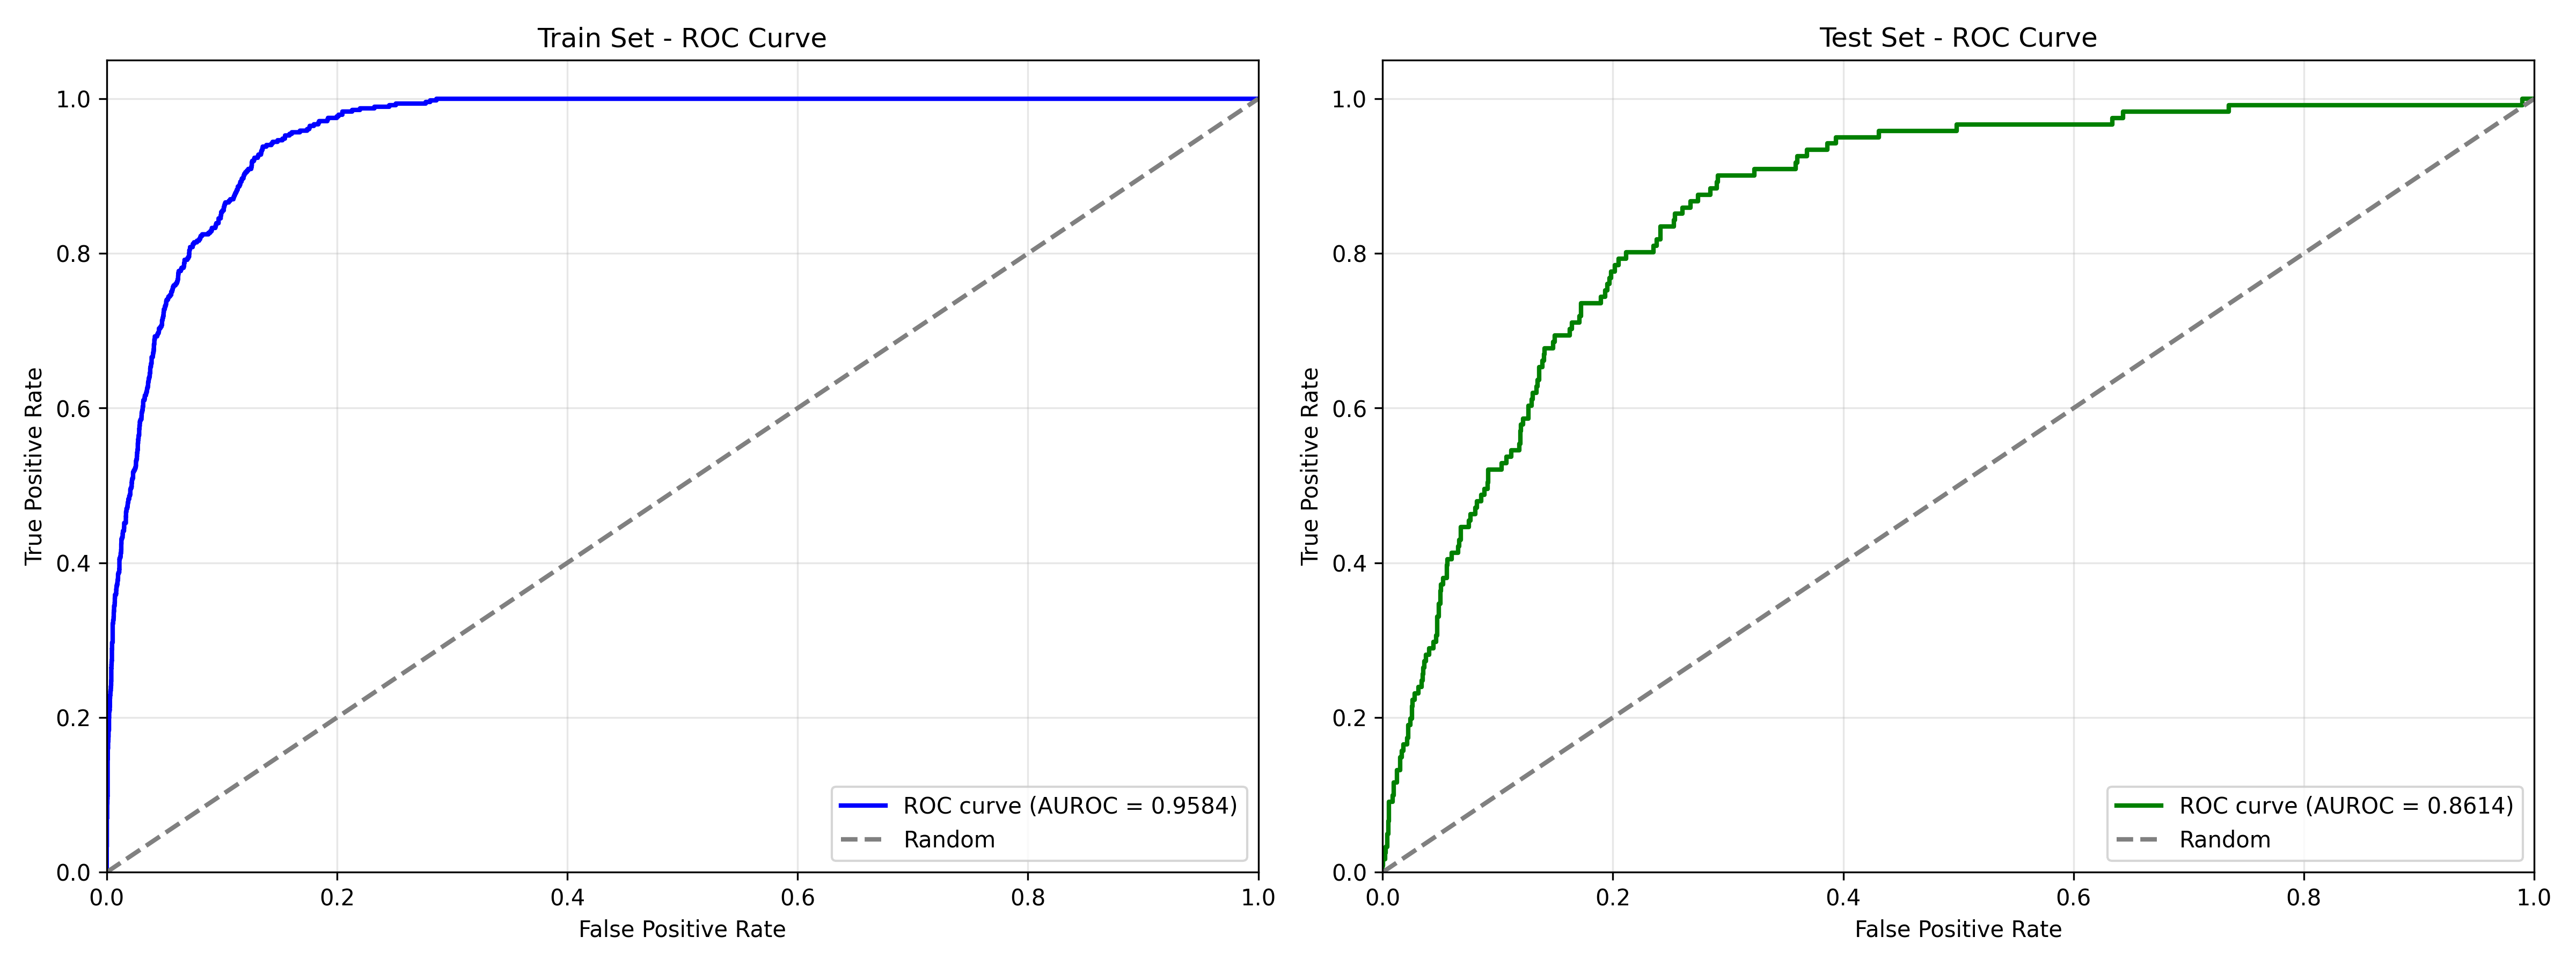 Train Set - ROC Curve
True Positive Rate
1.0
0.8
0.6
0.4
0.2
0.0
0.0 0.2 0.4 0.6 0.8 1.0
False Positive Rate
ROC curve (AUROC = 0.9584)
Random
Test Set - ROC Curve
True Positive Rate
1.0
0.8
0.6
0.4
0.2
0.0
0.0 0.2 0.4 0.6 0.8 1.0
False Positive Rate
ROC curve (AUROC = 0.8614)
Random